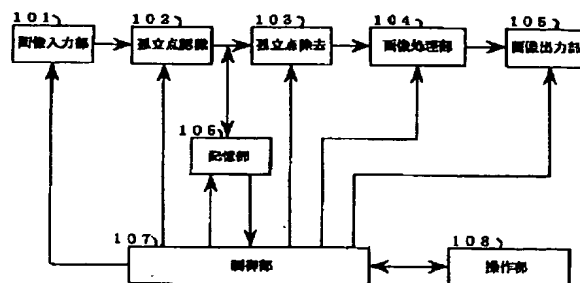 101
画像入力部
102
孤立点認識
103
孤立点除去
104
画像処理部
105
画像出力部
106
記憶部
107
制御部
108
操作部